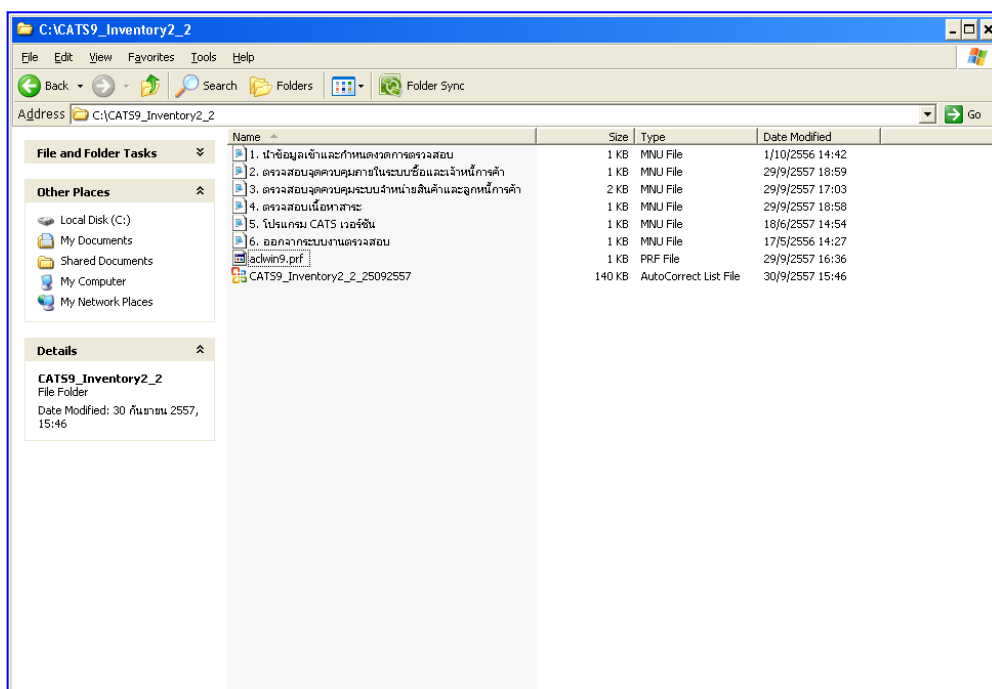 C:\CATS9_Inventory2_2
File Edit View Favorites Tools Help
Back Search Folders Folder Sync
Address C:\CATS9_Inventory2_2 Go
File and Folder Tasks
Other Places
Local Disk (C:)
My Documents
Shared Documents
My Computer
My Network Places
Details
CATS9_Inventory2_2
File Folder
Date Modified: 30 กันยายน 2557,
15:46
Name Size Type Date Modified
1. นำข้อมูลเข้าและกำหนดงวดการตรวจสอบ 1 KB MNU File 1/10/2556 14:42
2. ตรวจสอบจุดควบคุมภายในระบบซื้อและเจ้าหนี้การค้า 1 KB MNU File 29/9/2557 18:59
3. ตรวจสอบจุดควบคุมระบบจำหน่ายสินค้าและลูกหนี้การค้า 2 KB MNU File 29/9/2557 17:03
4. ตรวจสอบเนื้อหาสาระ 1 KB MNU File 29/9/2557 18:58
5. โปรแกรม CATS เวอร์ชัน 1 KB MNU File 18/6/2557 14:54
6. ออกจากระบบงานตรวจสอบ 1 KB MNU File 17/5/2556 14:27
aclwin9.prf 1 KB PRF File 29/9/2557 16:36
CATS9_Inventory2_2_25092557 140 KB AutoCorrect List File 30/9/2557 15:46